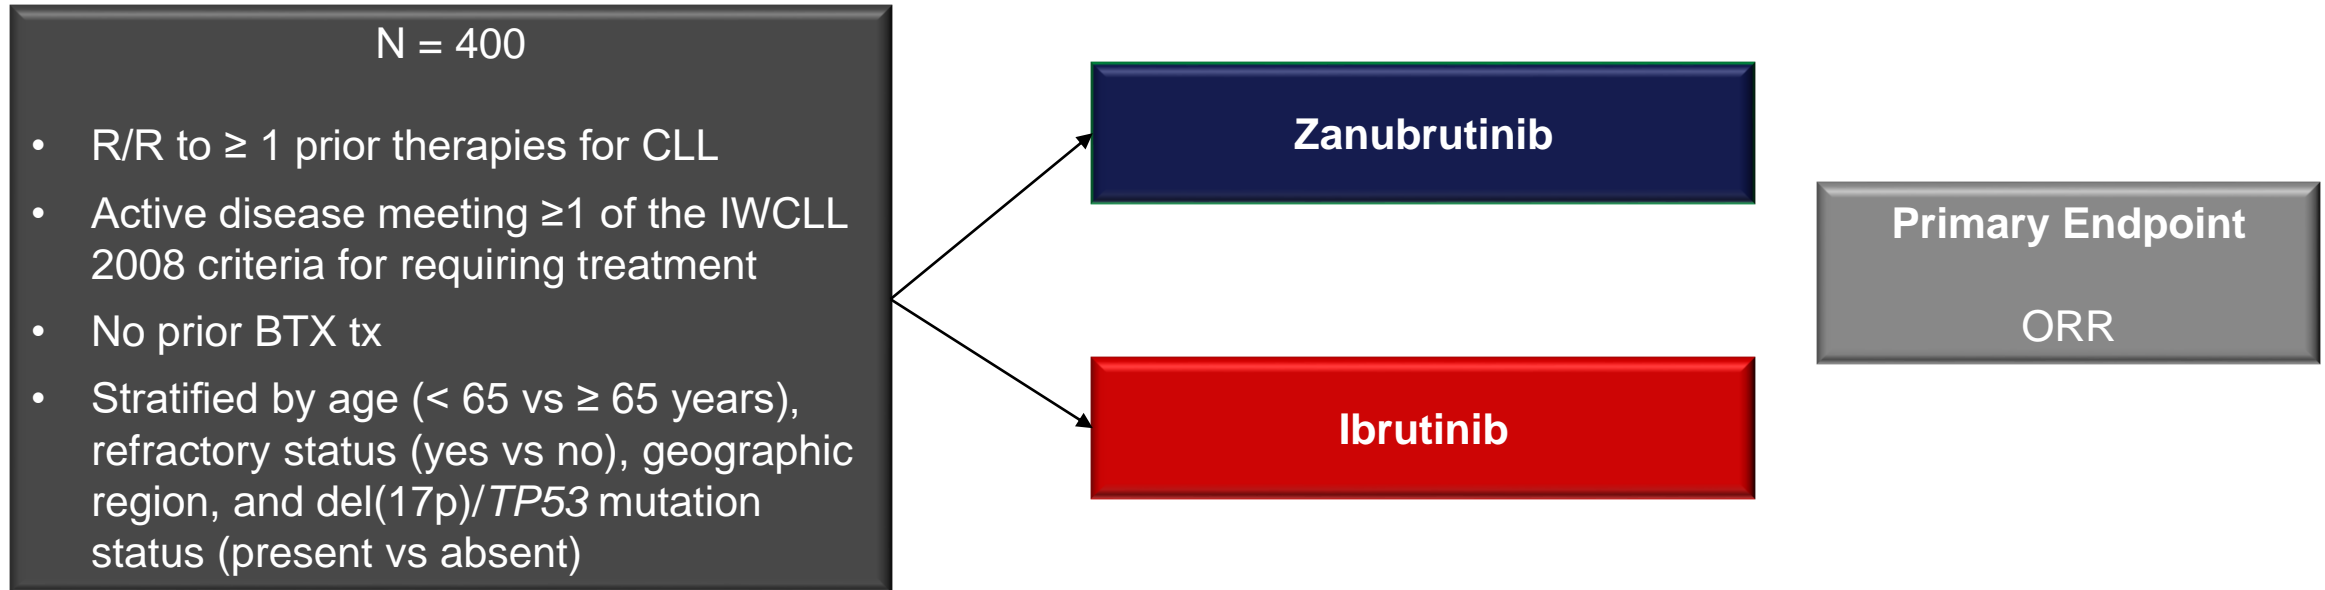 N = 400
• R/R to ≥ 1 prior therapies for CLL
• Active disease meeting ≥1 of the IWCLL
2008 criteria for requiring treatment
• No prior BTX tx
• Stratified by age (< 65 vs ≥ 65 years),
refractory status (yes vs no), geographic
region, and del(17p)/TP53 mutation
status (present vs absent)
Zanubrutinib
Ibrutinib
Primary Endpoint
ORR